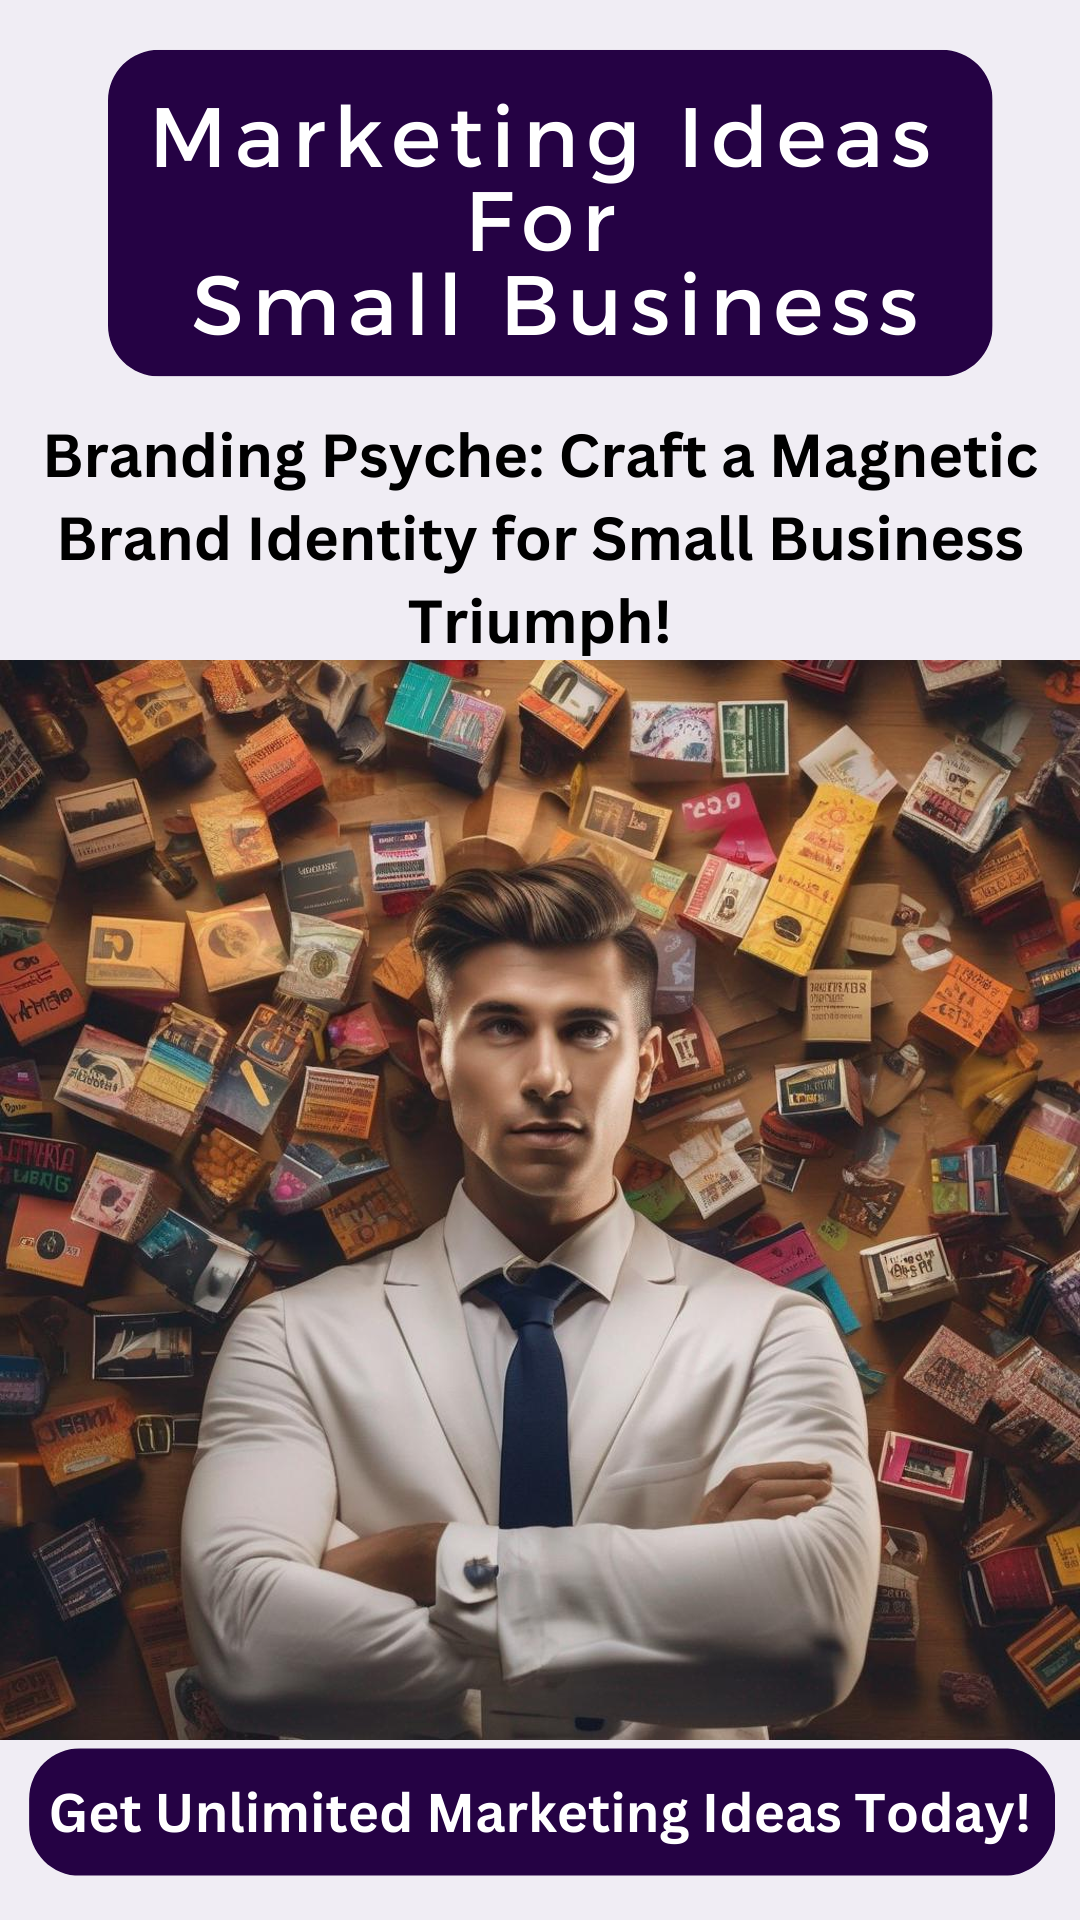 Marketing Ideas
For
Small Business
Branding Psyche: Craft a Magnetic
Brand Identity for Small Business
Triumph!
Get Unlimited Marketing Ideas Today!